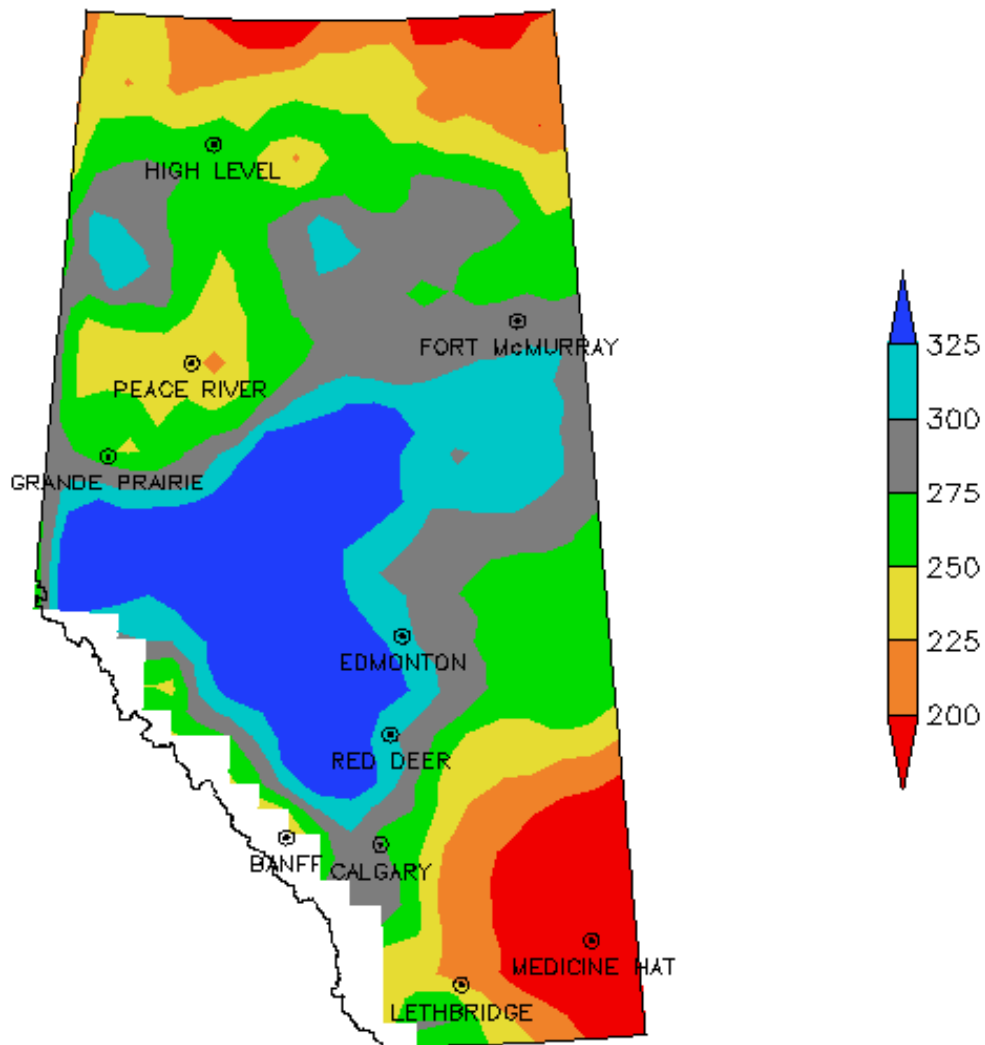 HIGH LEVEL
FORT McMURRAY
PEACE RIVER
GRANDE PRAIRIE
EDMONTON
RED DEER
BANFF
CALGARY
MEDICINE HAT
LETHBRIDGE
325
300
275
250
225
200